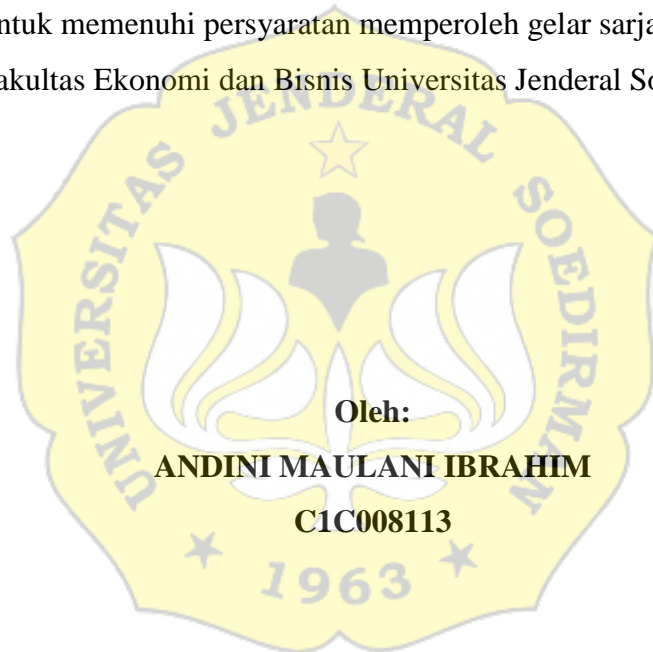 ntuk memenuhi persyaratan memperoleh gelar sarja
akultas Ekonomi dan Bisnis Universitas Jenderal So
UNIVERSITAS JENDERAL SOEDIRMAN
Oleh:
ANDINI MAULANI IBRAHIM
C1C008113
1963